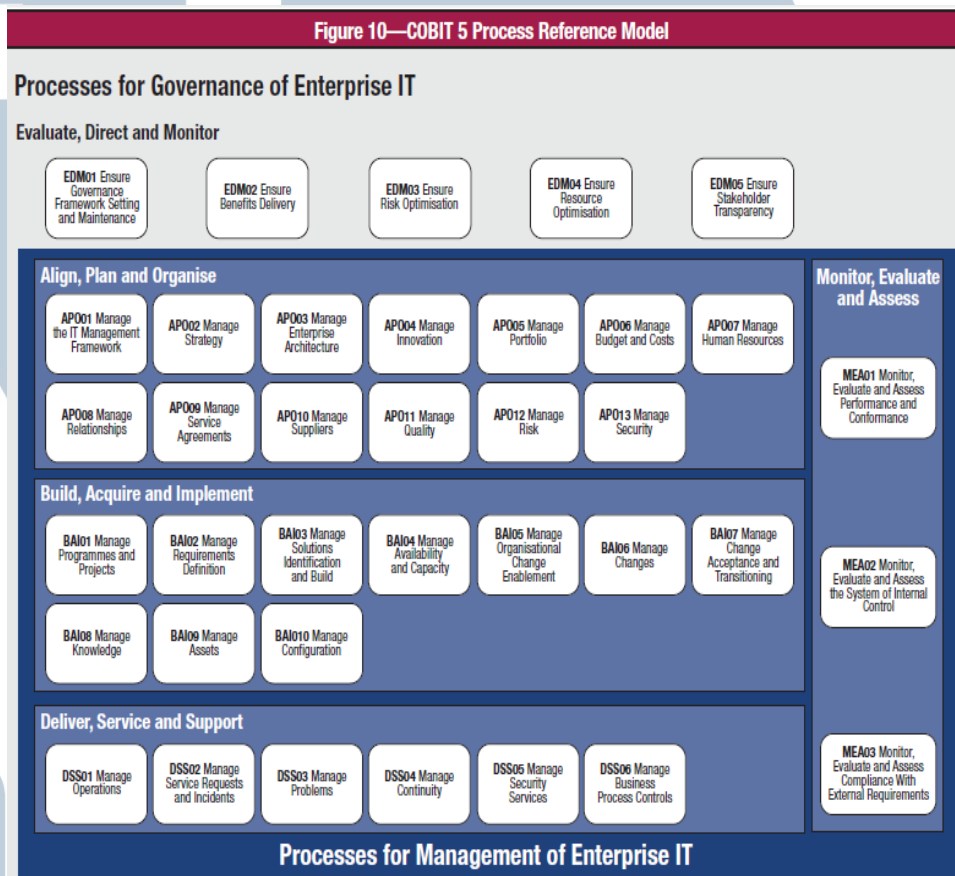 Figure 10—COBIT 5 Process Reference Model
Processes for Governance of Enterprise IT
Evaluate, Direct and Monitor
EDM01 Ensure
Governance
Framework Setting
and Maintenance
EDM02 Ensure
Benefits Delivery
EDM03 Ensure
Risk Optimisation
EDM04 Ensure
Resource
Optimisation
EDM05 Ensure
Stakeholder
Transparency
Align, Plan and Organise
APO01 Manage
the IT Management
Framework
APO02 Manage
Strategy
APO03 Manage
Enterprise
Architecture
APO04 Manage
Innovation
APO05 Manage
Portfolio
APO06 Manage
Budget and Costs
APO07 Manage
Human Resources
APO08 Manage
Relationships
APO09 Manage
Service
Agreements
APO10 Manage
Suppliers
APO11 Manage
Quality
APO12 Manage
Risk
APO13 Manage
Security
Build, Acquire and Implement
BAI01 Manage
Programmes and
Projects
BAI02 Manage
Requirements
Definition
BAI03 Manage
Solutions
Identification
and Build
BAI04 Manage
Availability
and Capacity
BAI05 Manage
Organisational
Change
Enablement
BAI06 Manage
Changes
BAI07 Manage
Change
Acceptance and
Transitioning
BAI08 Manage
Knowledge
BAI09 Manage
Assets
BAI010 Manage
Configuration
Deliver, Service and Support
DSS01 Manage
Operations
DSS02 Manage
Service Requests
and Incidents
DSS03 Manage
Problems
DSS04 Manage
Continuity
DSS05 Manage
Security
Services
DSS06 Manage
Business
Process Controls
Monitor, Evaluate
and Assess
MEA01 Monitor,
Evaluate and Assess
Performance and
Conformance
MEA02 Monitor,
Evaluate and Assess
the System of Internal
Control
MEA03 Monitor,
Evaluate and Assess
Compliance With
External Requirements
Processes for Management of Enterprise IT